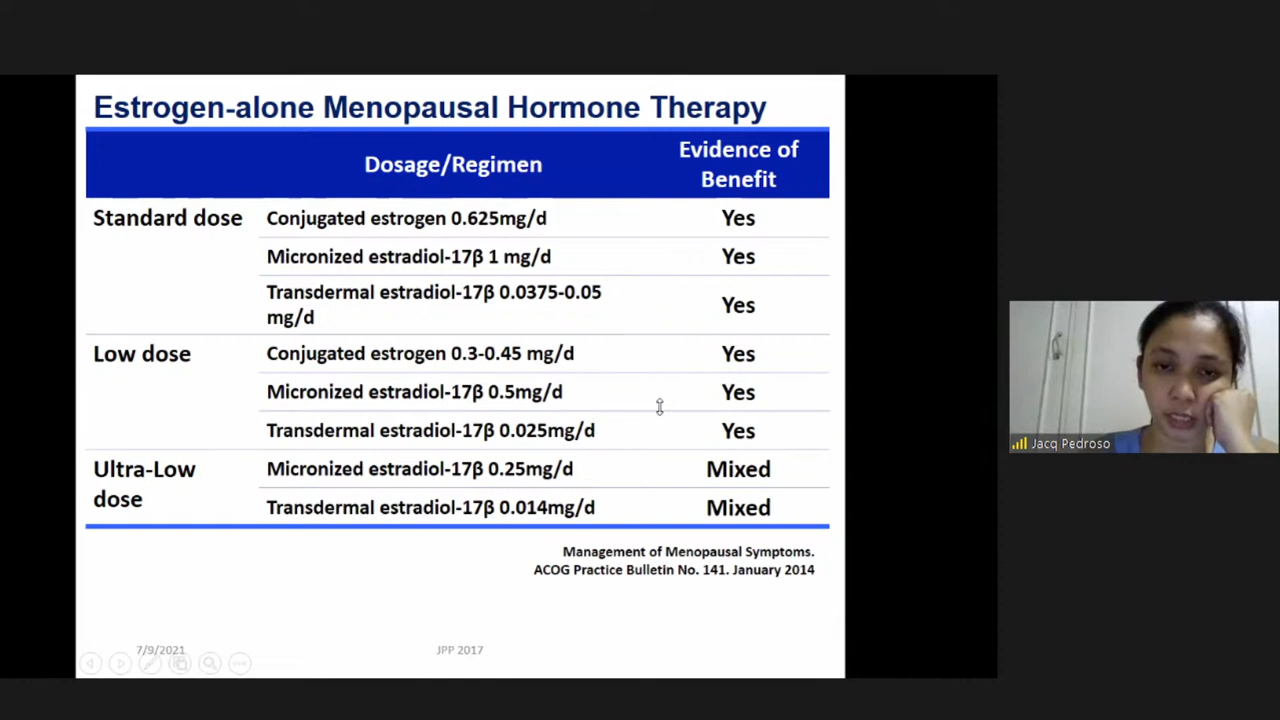 Estrogen-alone Menopausal Hormone Therapy
Dosage/Regimen
Evidence of
Benefit
Standard dose
Conjugated estrogen 0.625mg/d
Yes
Micronized estradiol-17β 1 mg/d
Yes
Transdermal estradiol-17β 0.0375-0.05
mg/d
Yes
Low dose
Conjugated estrogen 0.3-0.45 mg/d
Yes
Micronized estradiol-17β 0.5mg/d
Yes
Transdermal estradiol-17β 0.025mg/d
Yes
Ultra-Low
dose
Micronized estradiol-17β 0.25mg/d
Mixed
Transdermal estradiol-17β 0.014mg/d
Mixed
Management of Menopausal Symptoms.
ACOG Practice Bulletin No. 141. January 2014
7/9/2021
JPP 2017
Jacq Pedroso